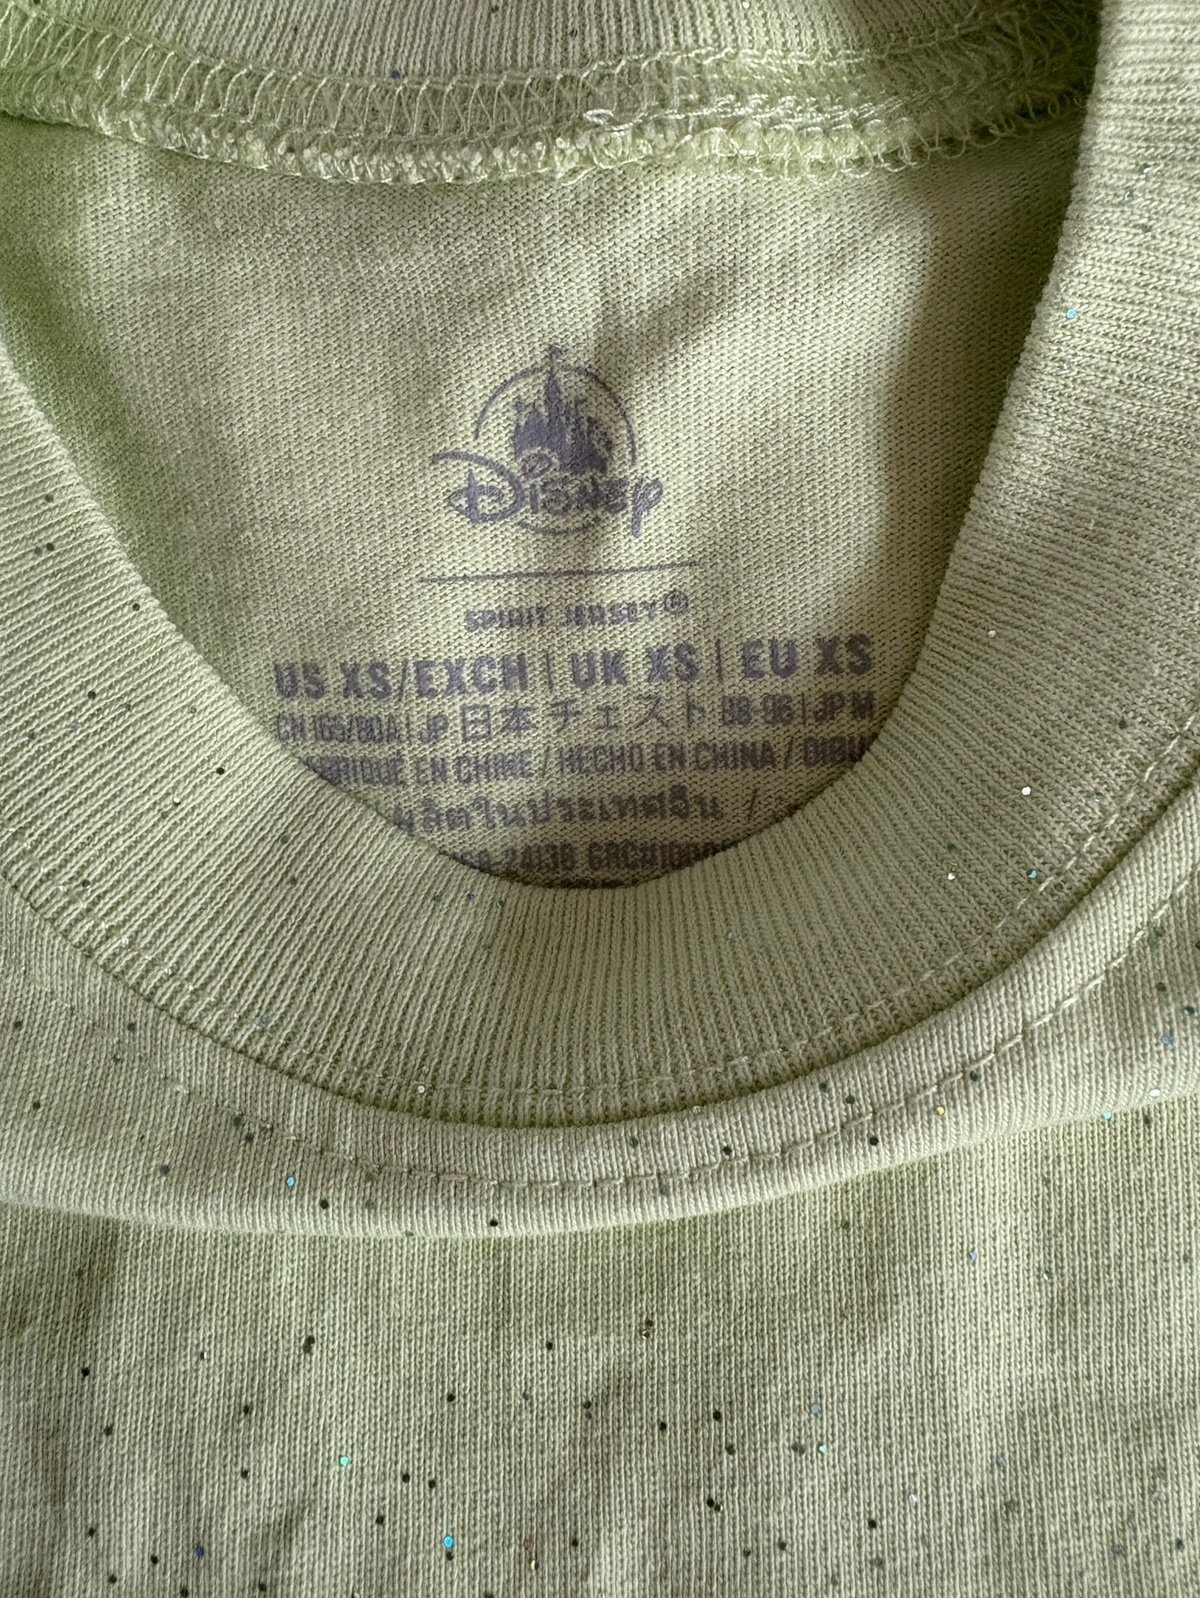 Disney
SPIRIT JERSEY®
US XS/EXCH | UK XS | EU XS
CN 165/80A | JP 日本 チェスト 88-96 | JP M
EN CHINE / HECHO EN CHINA /
ผลิตในประเทศจีน /
24138